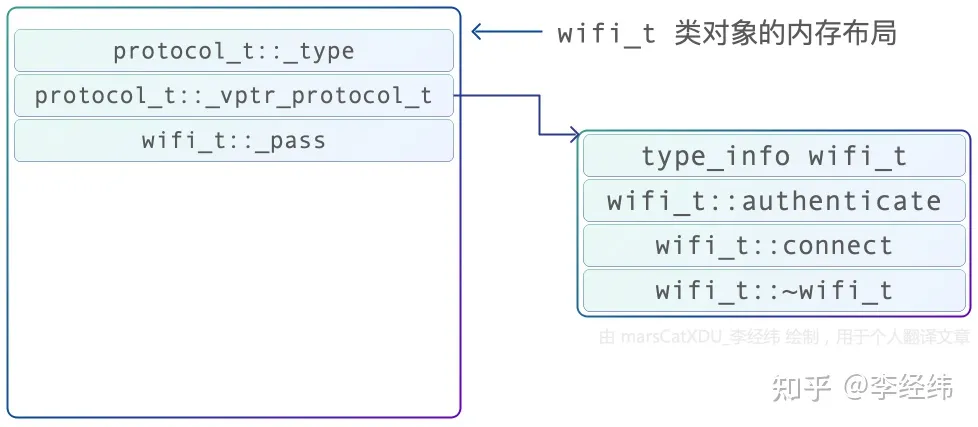 wifi_t 类对象的内存布局
protocol_t::_type
protocol_t::_vptr_protocol_t
wifi_t::_pass
type_info wifi_t
wifi_t::authenticate
wifi_t::connect
wifi_t::~wifi_t
由 marsCatXDU_李经纬 绘制，用于个人翻译文章
知乎 @李经纬